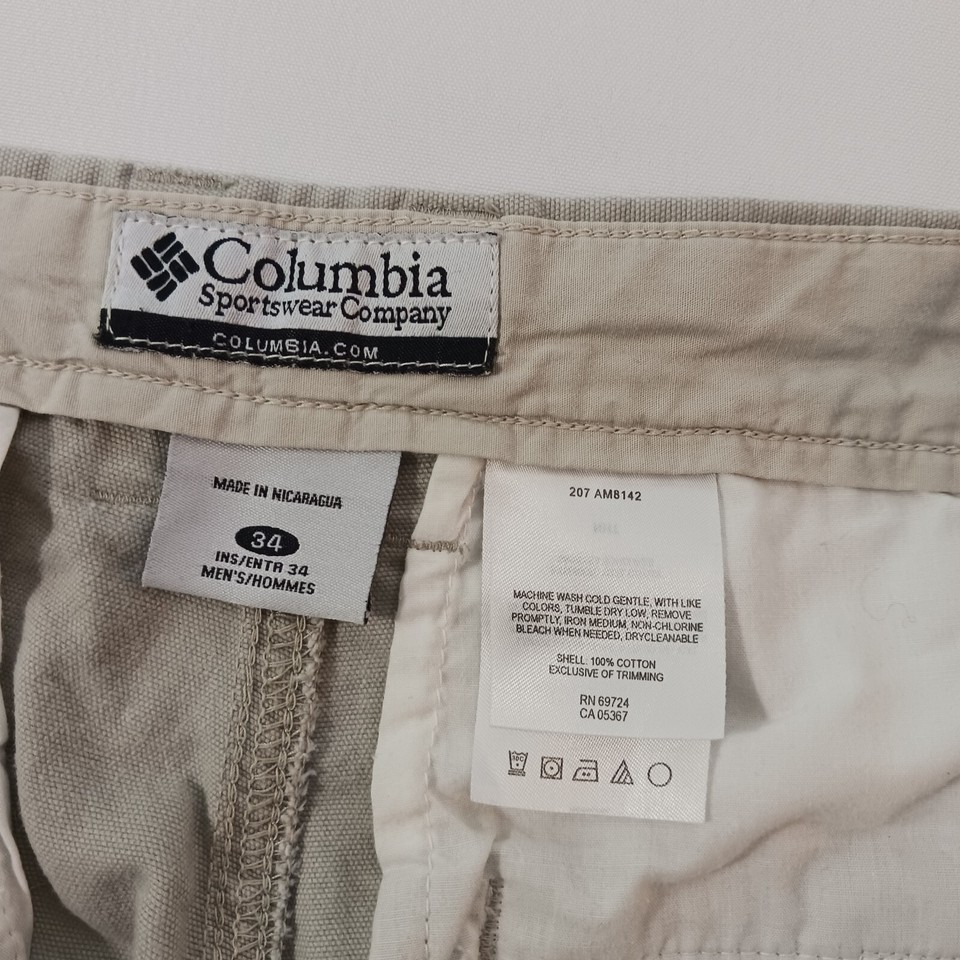 Columbia
Sportswear Company
COLUMBIA.COM
MADE IN NICARAGUA
34
INS/ENTR 34
MEN'S/HOMMES
207 AM8142
MACHINE WASH COLD GENTLE, WITH LIKE
COLORS, TUMBLE DRY LOW, REMOVE
PROMPTLY, IRON MEDIUM, NON-CHLORINE
BLEACH WHEN NEEDED, DRYCLEANABLE
SHELL: 100% COTTON
EXCLUSIVE OF TRIMMING
RN 69724
CA 05367